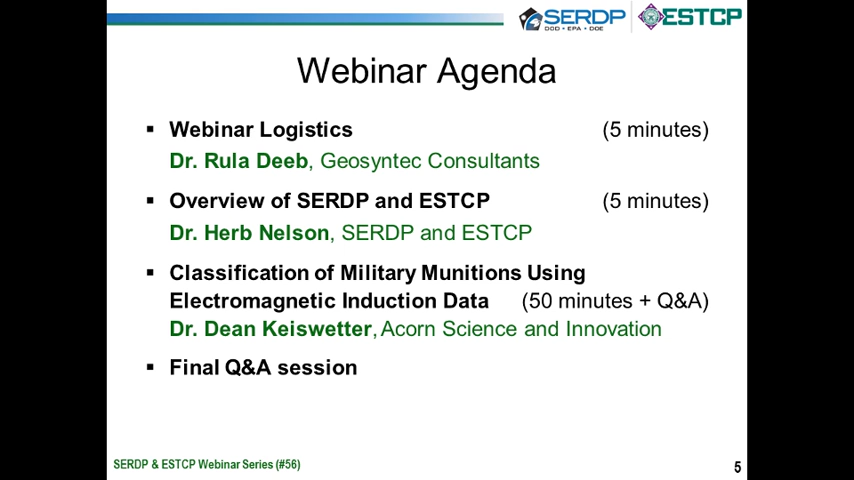 SERDP
DOD • EPA • DOE
ESTCP
Webinar Agenda
▪ Webinar Logistics (5 minutes)
Dr. Rula Deeb, Geosyntec Consultants
▪ Overview of SERDP and ESTCP (5 minutes)
Dr. Herb Nelson, SERDP and ESTCP
▪ Classification of Military Munitions Using
Electromagnetic Induction Data (50 minutes + Q&A)
Dr. Dean Keiswetter, Acorn Science and Innovation
▪ Final Q&A session
SERDP & ESTCP Webinar Series (#56)
5